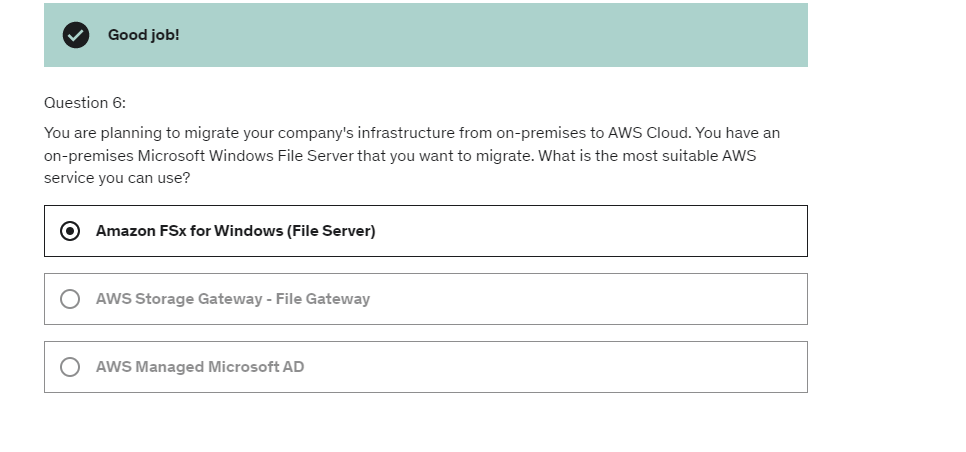 Good job!
Question 6:
You are planning to migrate your company's infrastructure from on-premises to AWS Cloud. You have an
on-premises Microsoft Windows File Server that you want to migrate. What is the most suitable AWS
service you can use?
Amazon FSx for Windows (File Server)
AWS Storage Gateway - File Gateway
AWS Managed Microsoft AD